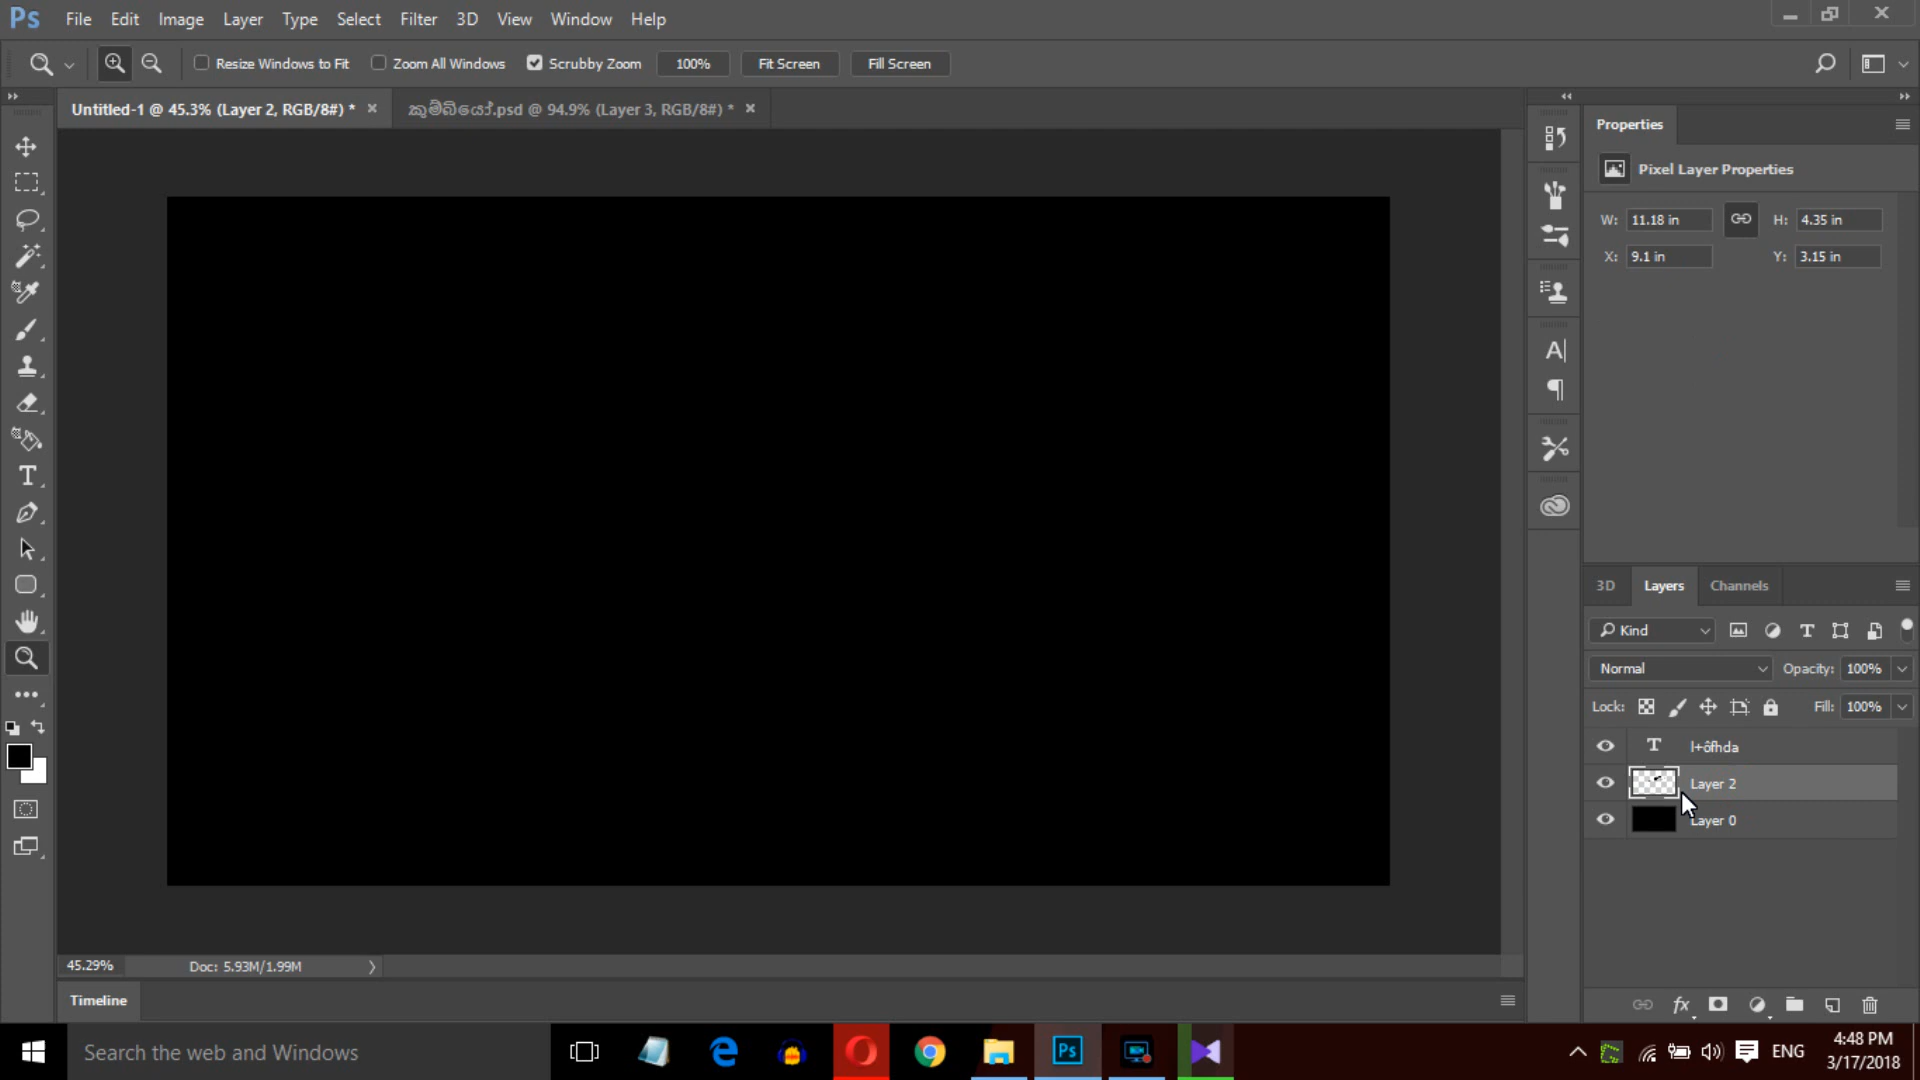 Ps File Edit Image Layer Type Select Filter 3D View Window Help
Resize Windows to Fit Zoom All Windows Scrubby Zoom 100% Fit Screen Fill Screen
Untitled-1 @ 45.3% (Layer 2, RGB/8#) * කුම්බියෝ.psd @ 94.9% (Layer 3, RGB/8#) *
Properties
Pixel Layer Properties
W: 11.18 in H: 4.35 in
X: 9.1 in Y: 3.15 in
3D Layers Channels
Kind
Normal Opacity: 100%
Lock: Fill: 100%
l+ôfhda
Layer 2
Layer 0
45.29% Doc: 5.93M/1.99M
Timeline
Search the web and Windows
Ps
ENG
4:48 PM
3/17/2018